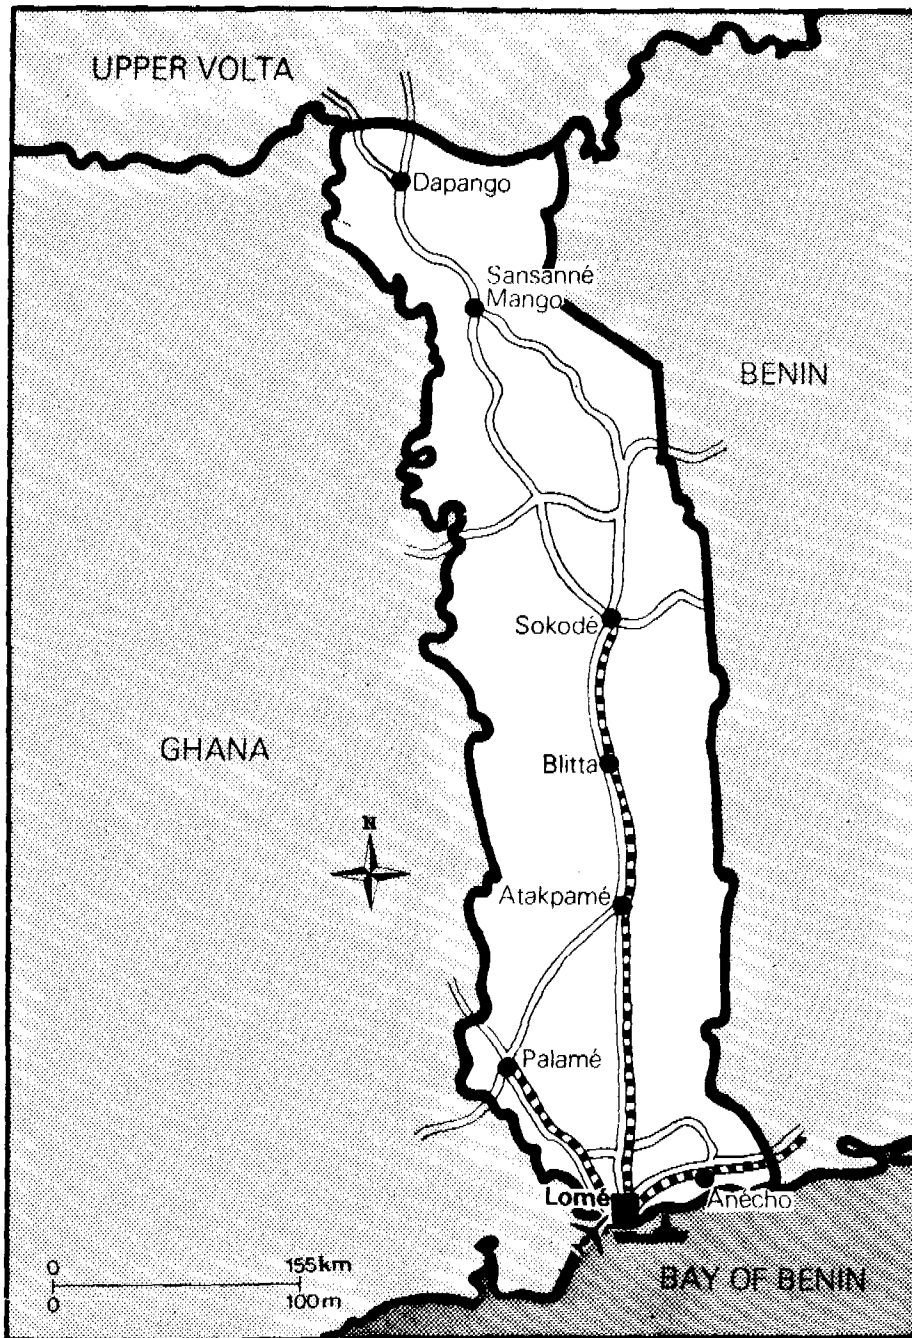 UPPER VOLTA
Dapango
Sansanné
Mango
BENIN
Sokodé
GHANA
Blitta
N
Atakpamé
Palamé
Lomé
Anécho
0 155km
0 100m
BAY OF BENIN